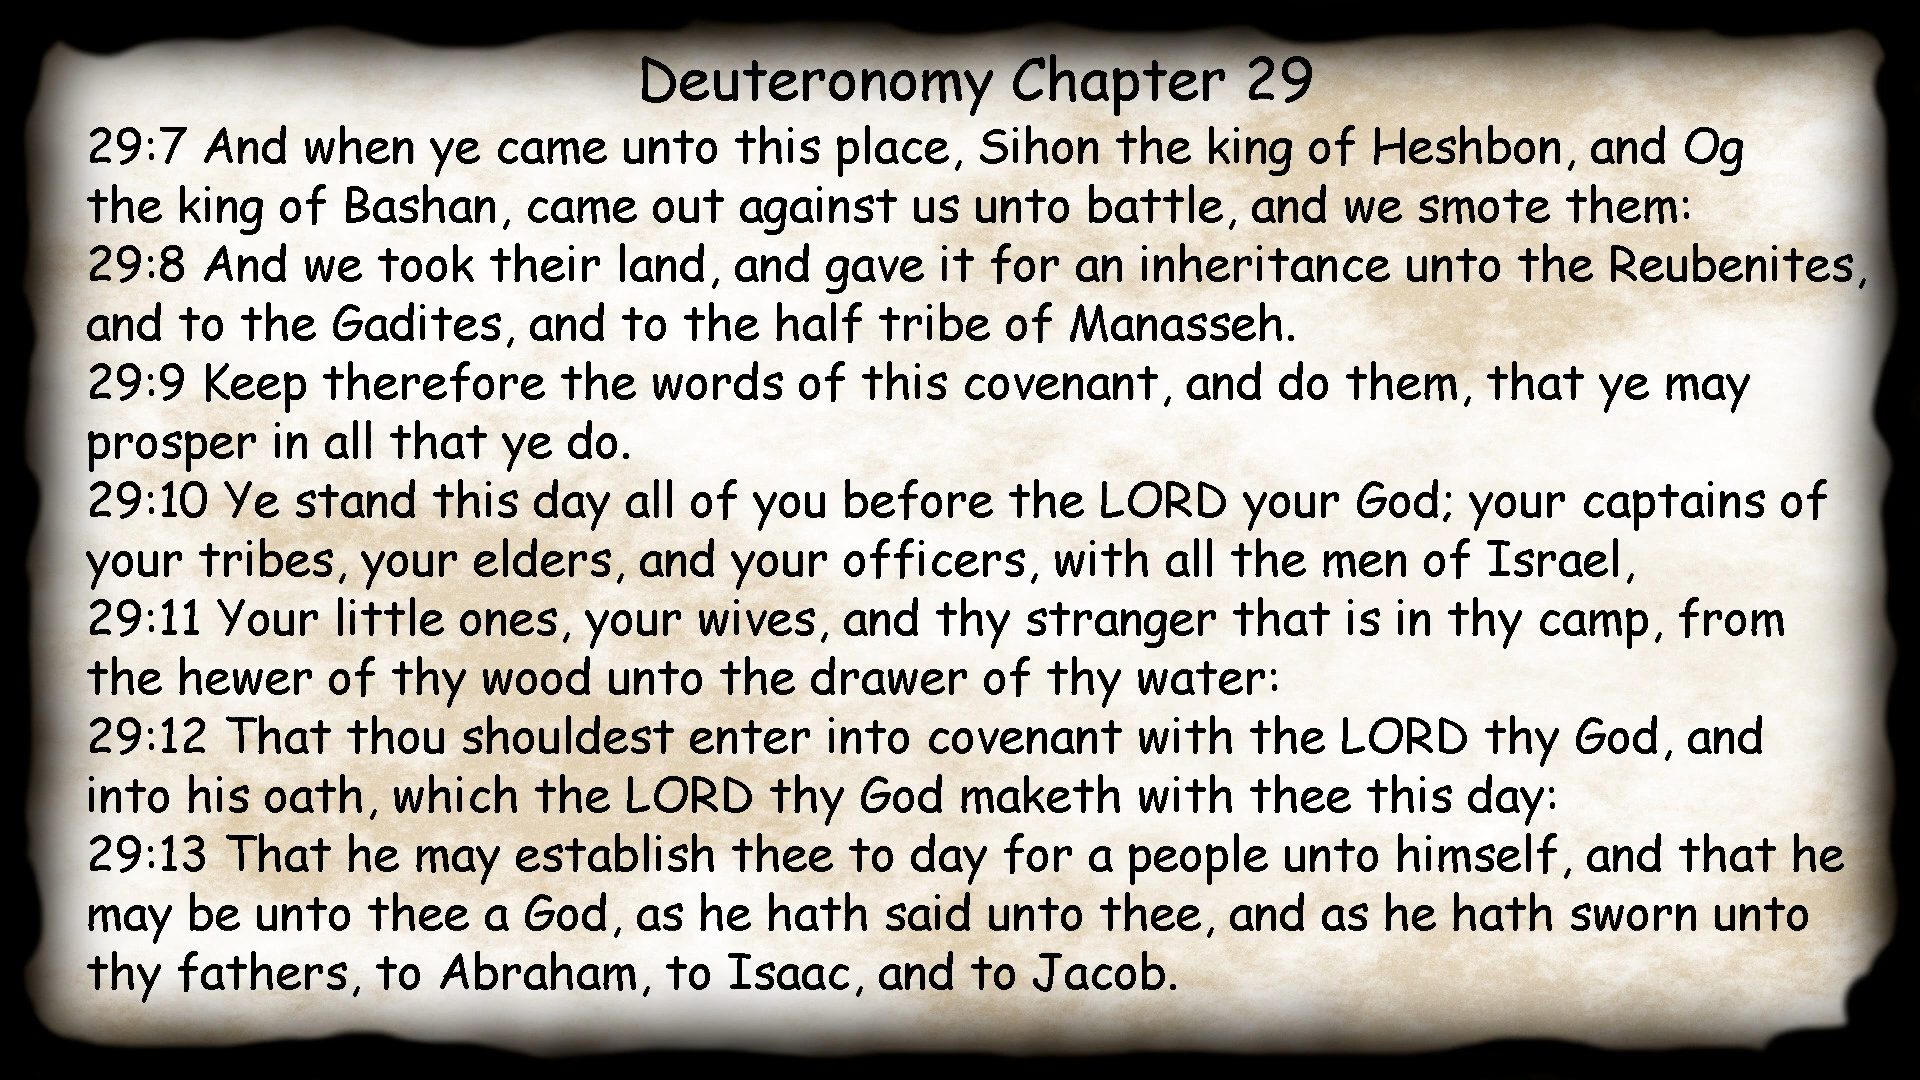 Deuteronomy Chapter 29
29:7 And when ye came unto this place, Sihon the king of Heshbon, and Og
the king of Bashan, came out against us unto battle, and we smote them:
29:8 And we took their land, and gave it for an inheritance unto the Reubenites,
and to the Gadites, and to the half tribe of Manasseh.
29:9 Keep therefore the words of this covenant, and do them, that ye may
prosper in all that ye do.
29:10 Ye stand this day all of you before the LORD your God; your captains of
your tribes, your elders, and your officers, with all the men of Israel,
29:11 Your little ones, your wives, and thy stranger that is in thy camp, from
the hewer of thy wood unto the drawer of thy water:
29:12 That thou shouldest enter into covenant with the LORD thy God, and
into his oath, which the LORD thy God maketh with thee this day:
29:13 That he may establish thee to day for a people unto himself, and that he
may be unto thee a God, as he hath said unto thee, and as he hath sworn unto
thy fathers, to Abraham, to Isaac, and to Jacob.